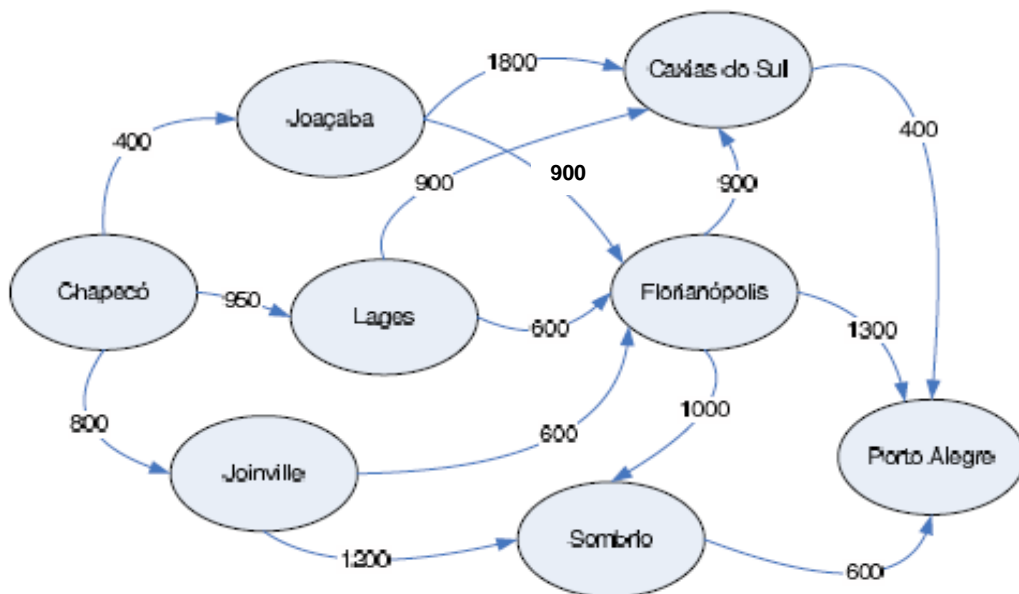 1800
Caxias do Sul
Joaçaba
400
400
900
900
900
Chapecó
950
Lages
600
Florianópolis
1300
800
600
1000
Joinville
Porto Alegre
1200
Sombrio
600